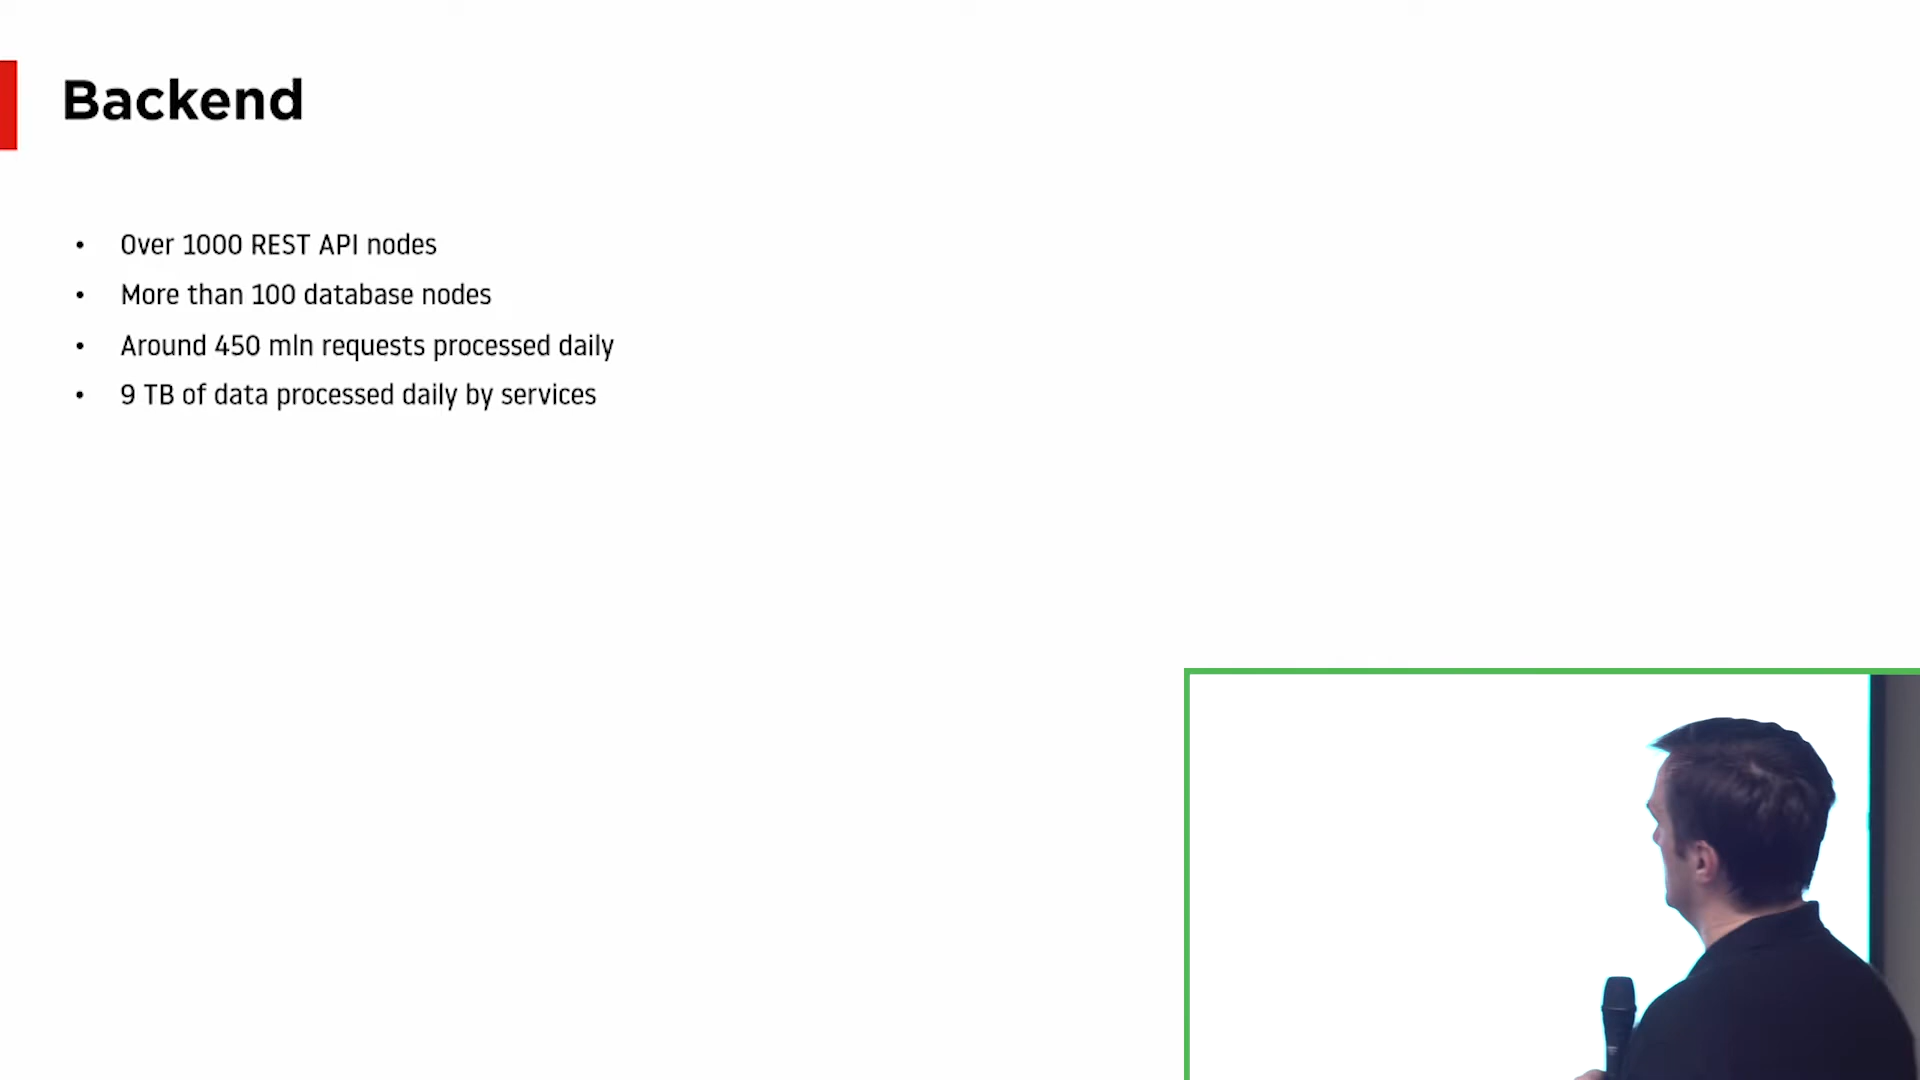 Backend
• Over 1000 REST API nodes
• More than 100 database nodes
• Around 450 mln requests processed daily
• 9 TB of data processed daily by services